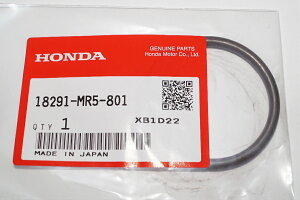 HONDA
GENUINE PARTS
Honda Motor Co., Ltd.
18291-MR5-801
QTY 1
XB1D22
MADE IN JAPAN